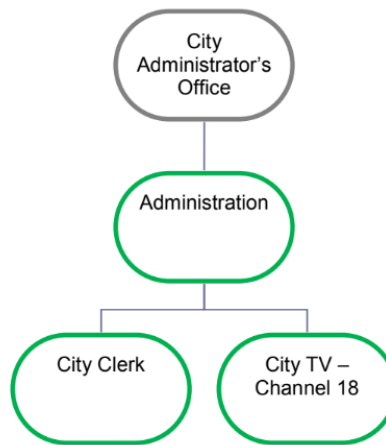 City
Administrator's
Office
Administration
City Clerk
City TV –
Channel 18